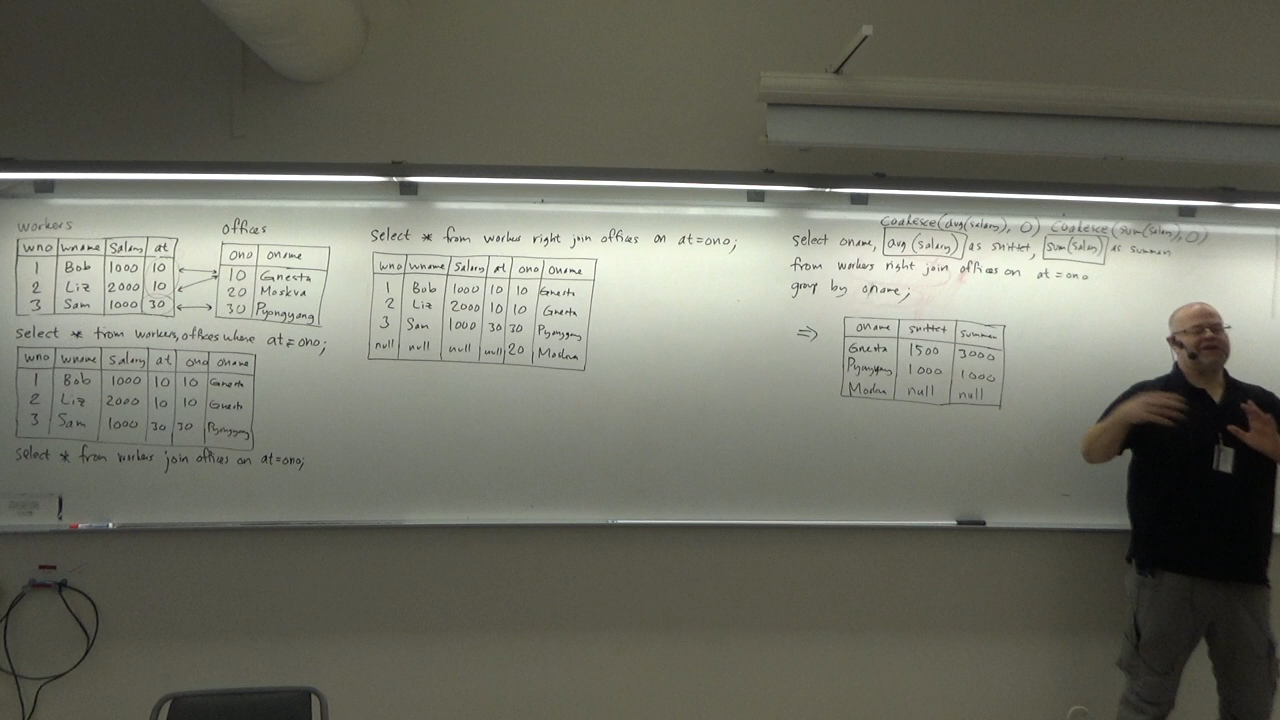 workers
wno wname Salary at
1 Bob 1000 10
2 Liz 2000 10
3 Sam 1000 30
offices
ono oname
10 Gnesta
20 Moskva
30 Pyongyang
Select * from workers, offices where at=ono;
wno wname Salary at ono oname
1 Bob 1000 10 10 Gnesta
2 Liz 2000 10 10 Gnesta
3 Sam 1000 30 30 Pyongyang
Select * from workers join offices on at=ono;
Select * from workers right join offices on at=ono;
wno wname Salary at ono oname
1 Bob 1000 10 10 Gnesta
2 Liz 2000 10 10 Gnesta
3 Sam 1000 30 30 Pyongyang
null null null null 20 Moskva
Coalesce(avg(salary), 0) Coalesce(sum(salary), 0)
select oname, avg(salary) as snittet, sum(salary) as summan
from workers right join offices on at=ono
group by oname;
⇒
oname snittet summan
Gnesta 1500 3000
Pyongyang 1000 1000
Moskva null null